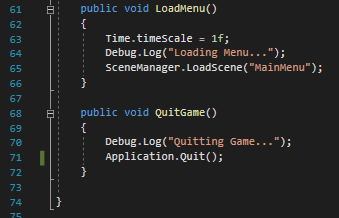 61 public void LoadMenu()
62 {
63 Time.timeScale = 1f;
64 Debug.Log("Loading Menu...");
65 SceneManager.LoadScene("MainMenu");
66 }
67
68 public void QuitGame()
69 {
70 Debug.Log("Quitting Game...");
71 Application.Quit();
72 }
73
74 }
75